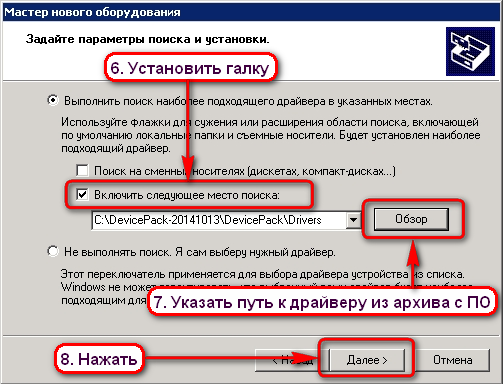 Мастер нового оборудования
Задайте параметры поиска и установки.
6. Установить галку
Выполнить поиск наиболее подходящего драйвера в указанных местах.
Используйте флажки для сужения или расширения области поиска, включающей
по умолчанию локальные папки и съемные носители. Будет установлен наиболее
подходящий драйвер.
Поиск на сменных носителях (дискетах, компакт-дисках...)
Включить следующее место поиска:
C:\DevicePack-20141013\DevicePack\Drivers
Обзор
Не выполнять поиск. Я сам выберу нужный драйвер.
Этот переключатель применяется для выбора драйвера устройства из списка.
Windows не может
подходящим для
7. Указать путь к драйверу из архива с ПО
8. Нажать
< Назад
Далее >
Отмена